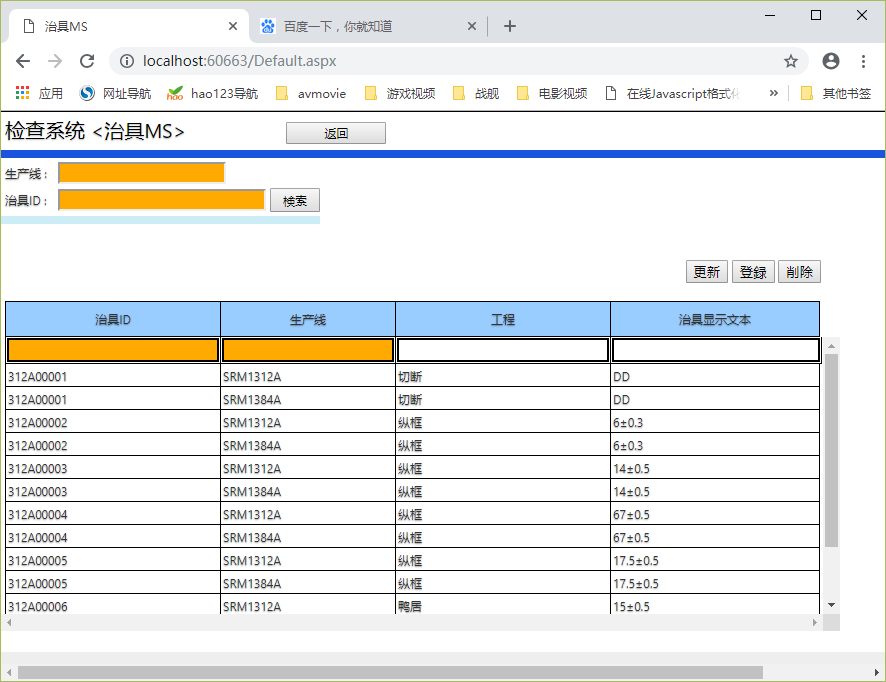 治具MS 百度一下，你就知道
localhost:60663/Default.aspx
应用 网址导航 hao123导航 avmovie 游戏视频 战舰 电影视频 在线Javascript格式化 » 其他书签
检查系统 <治具MS> 返回
生产线：
治具ID： 検索
更新 登録 削除
治具ID 生产线 工程 治具显示文本
312A00001 SRM1312A 切断 DD
312A00001 SRM1384A 切断 DD
312A00002 SRM1312A 纵框 6±0.3
312A00002 SRM1384A 纵框 6±0.3
312A00003 SRM1312A 纵框 14±0.5
312A00003 SRM1384A 纵框 14±0.5
312A00004 SRM1312A 纵框 67±0.5
312A00004 SRM1384A 纵框 67±0.5
312A00005 SRM1312A 纵框 17.5±0.5
312A00005 SRM1384A 纵框 17.5±0.5
312A00006 SRM1312A 鸭居 15±0.5